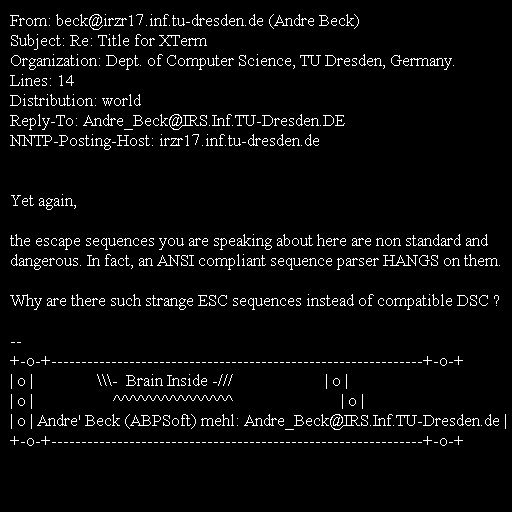 From: beck@irzr17.inf.tu-dresden.de (Andre Beck)
Subject: Re: Title for XTerm
Organization: Dept. of Computer Science, TU Dresden, Germany.
Lines: 14
Distribution: world
Reply-To: Andre_Beck@IRS.Inf.TU-Dresden.DE
NNTP-Posting-Host: irzr17.inf.tu-dresden.de

Yet again,

the escape sequences you are speaking about here are non standard and
dangerous. In fact, an ANSI compliant sequence parser HANGS on them.

Why are there such strange ESC sequences instead of compatible DSC ?

--
+-o-+--------------------------------------------------------------+-o-+
| o |               \\\-  Brain Inside -///                       | o |
| o |                   ^^^^^^^^^^^^^^^                           | o |
| o | Andre' Beck (ABPSoft) mehl: Andre_Beck@IRS.Inf.TU-Dresden.de |
+-o-+--------------------------------------------------------------+-o-+